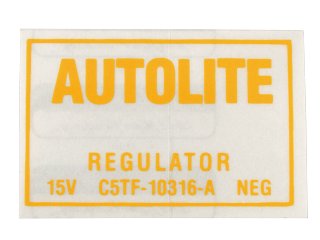 AUTOLITE
REGULATOR
15V C5TF-10316-A NEG